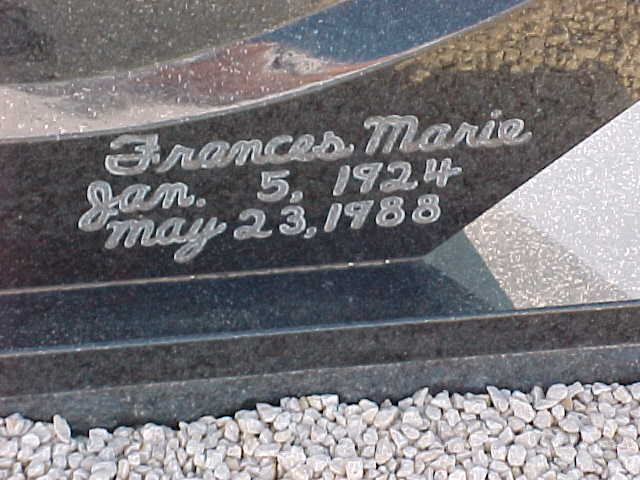 Frances Marie
Jan. 5, 1924
May 23, 1988